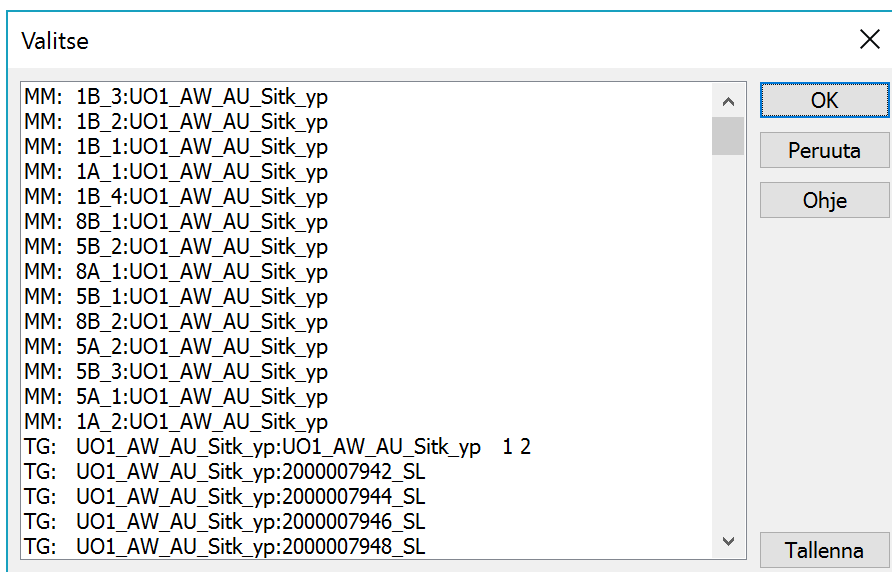 Valitse
MM: 1B_3:UO1_AW_AU_Sitk_yp
MM: 1B_2:UO1_AW_AU_Sitk_yp
MM: 1B_1:UO1_AW_AU_Sitk_yp
MM: 1A_1:UO1_AW_AU_Sitk_yp
MM: 1B_4:UO1_AW_AU_Sitk_yp
MM: 8B_1:UO1_AW_AU_Sitk_yp
MM: 5B_2:UO1_AW_AU_Sitk_yp
MM: 8A_1:UO1_AW_AU_Sitk_yp
MM: 5B_1:UO1_AW_AU_Sitk_yp
MM: 8B_2:UO1_AW_AU_Sitk_yp
MM: 5A_2:UO1_AW_AU_Sitk_yp
MM: 5B_3:UO1_AW_AU_Sitk_yp
MM: 5A_1:UO1_AW_AU_Sitk_yp
MM: 1A_2:UO1_AW_AU_Sitk_yp
TG: UO1_AW_AU_Sitk_yp:UO1_AW_AU_Sitk_yp 1 2
TG: UO1_AW_AU_Sitk_yp:2000007942_SL
TG: UO1_AW_AU_Sitk_yp:2000007944_SL
TG: UO1_AW_AU_Sitk_yp:2000007946_SL
TG: UO1_AW_AU_Sitk_yp:2000007948_SL
OK
Peruuta
Ohje
Tallenna